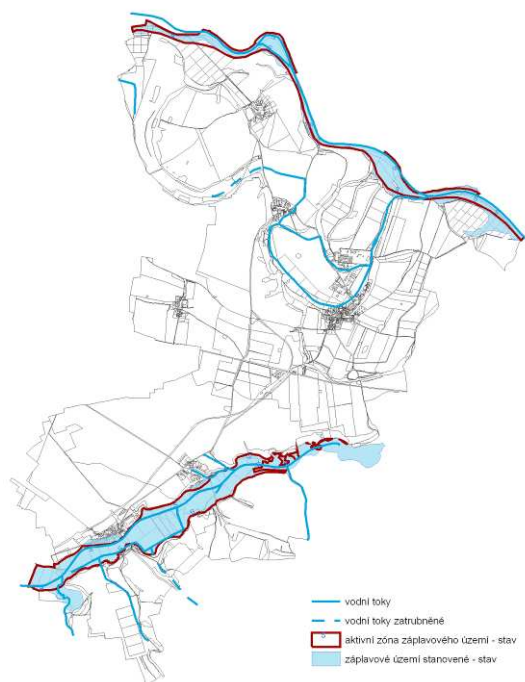 vodní toky
vodní toky zatrubněné
aktivní zóna záplavového území - stav
záplavové území stanovené - stav